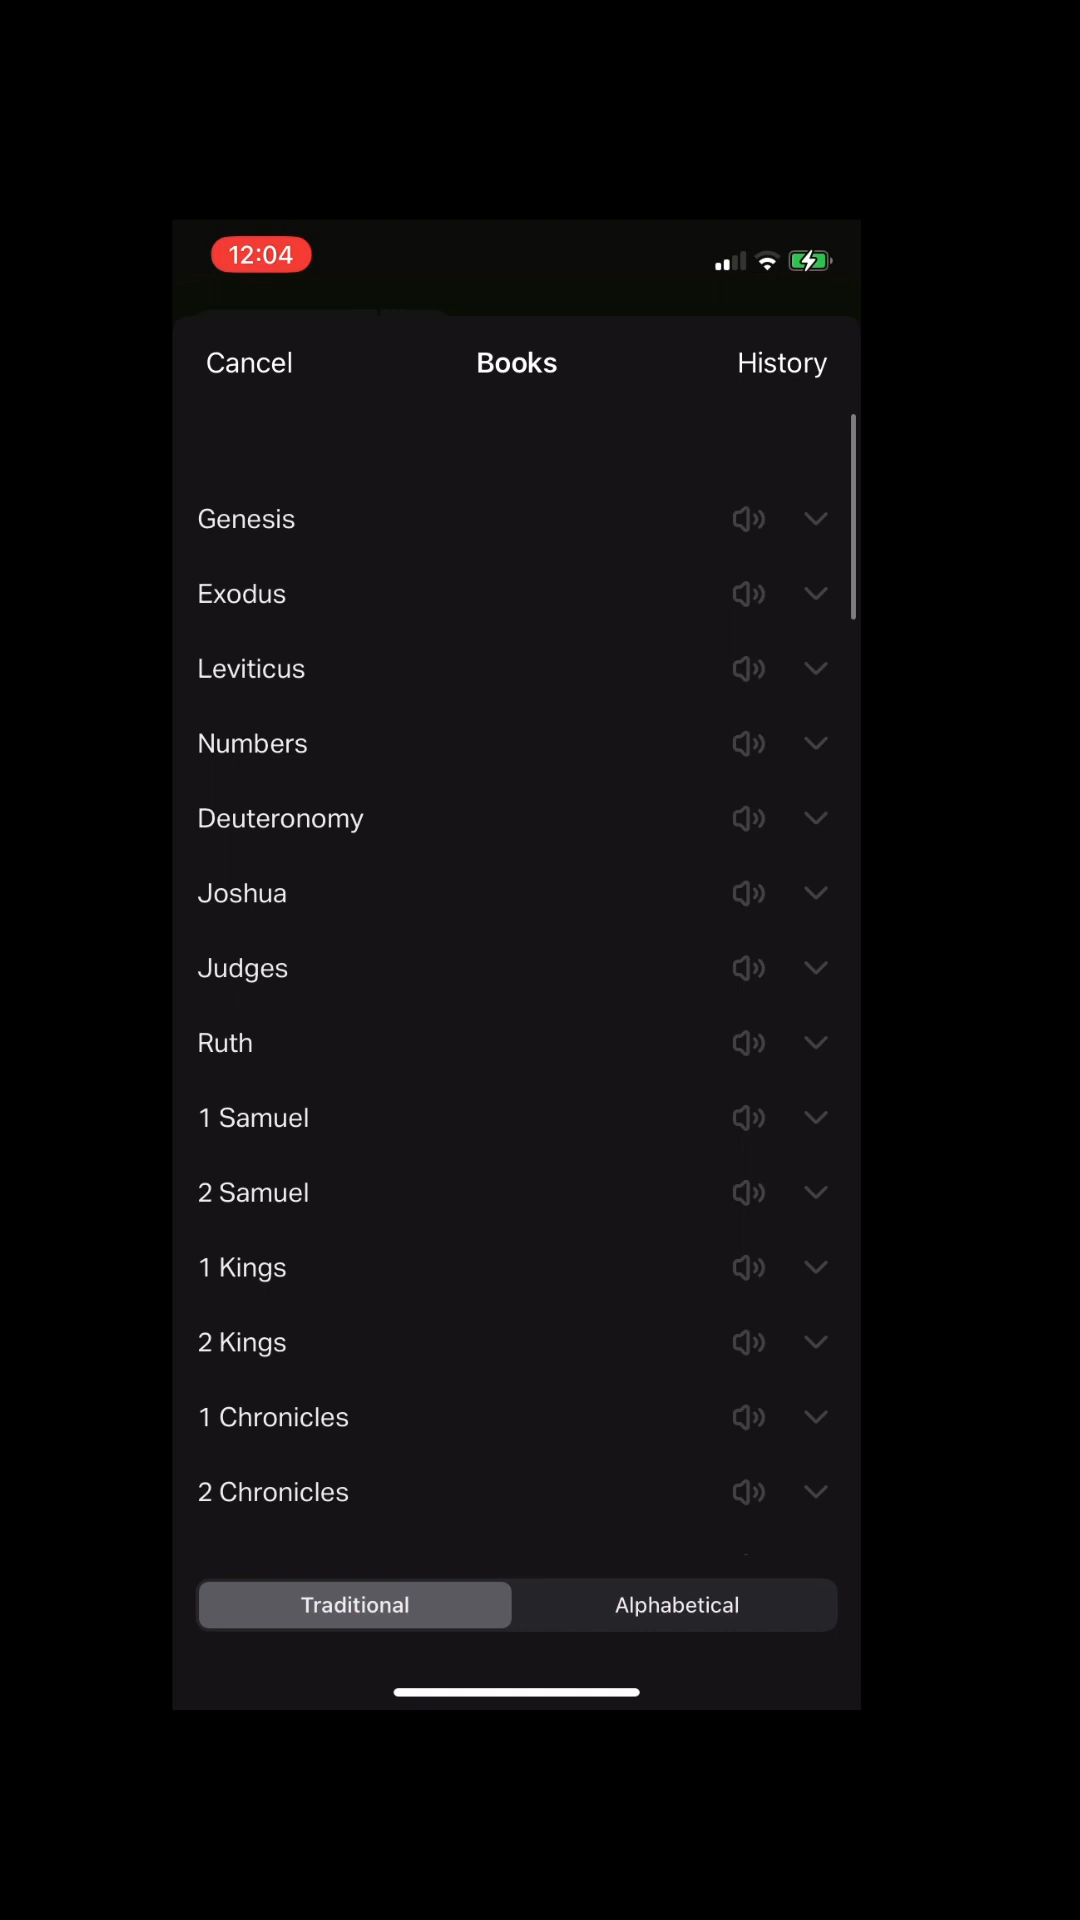 12:04
Cancel Books History
Genesis
Exodus
Leviticus
Numbers
Deuteronomy
Joshua
Judges
Ruth
1 Samuel
2 Samuel
1 Kings
2 Kings
1 Chronicles
2 Chronicles
Traditional Alphabetical